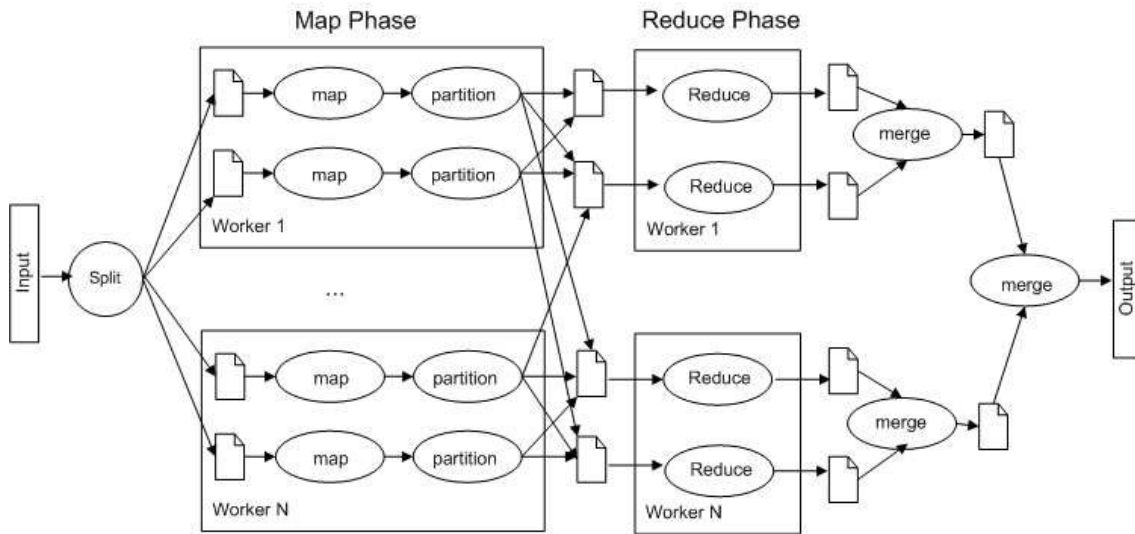 Map Phase
Reduce Phase
map
partition
Reduce
merge
map
partition
Reduce
Worker 1
Worker 1
Input
Split
...
merge
Output
map
partition
Reduce
merge
map
partition
Reduce
Worker N
Worker N